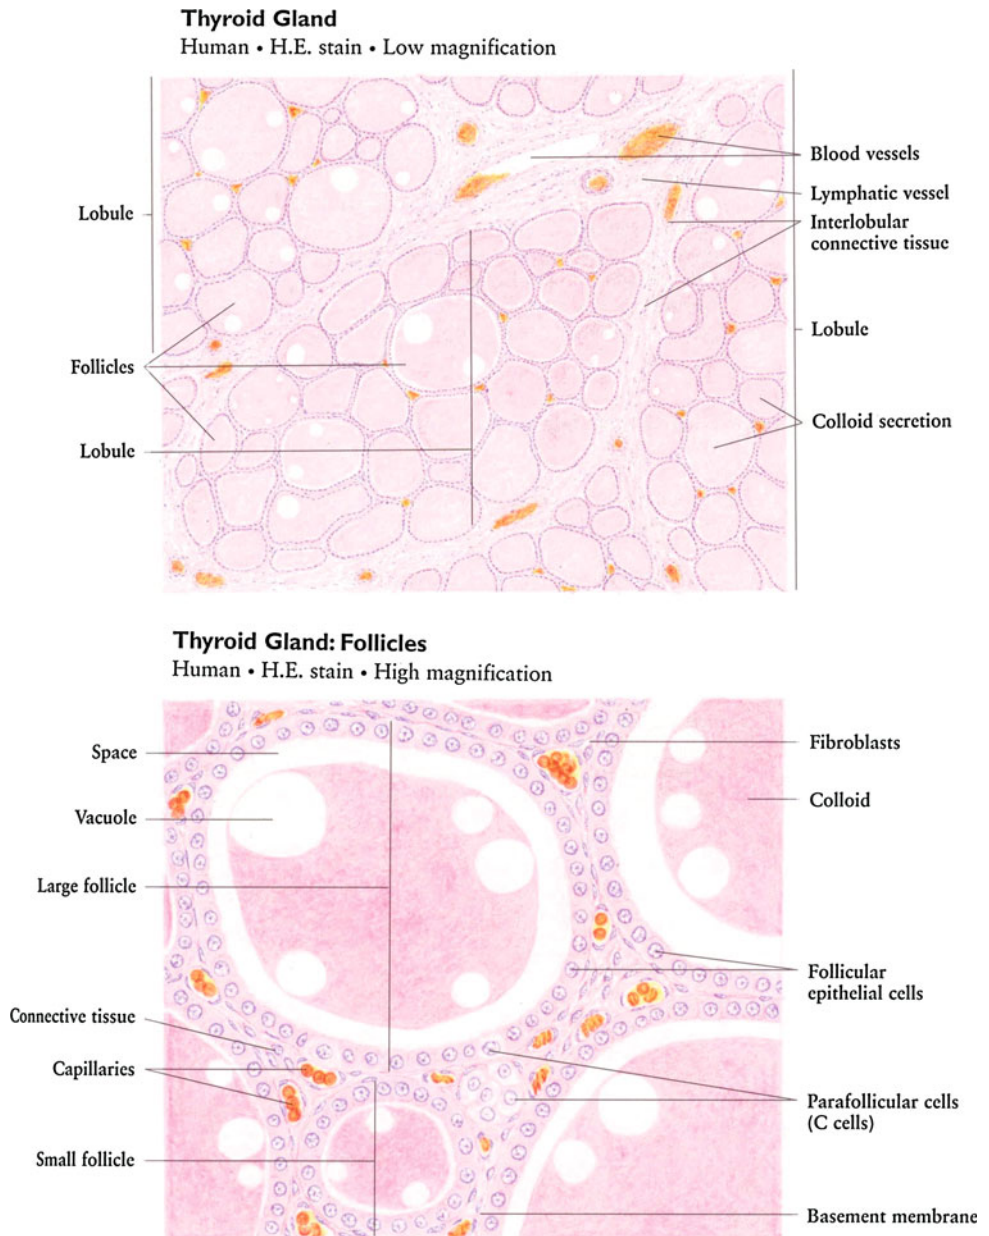 Thyroid Gland
Human • H.E. stain • Low magnification
Lobule
Follicles
Lobule
Blood vessels
Lymphatic vessel
Interlobular
connective tissue
Lobule
Colloid secretion
Thyroid Gland: Follicles
Human • H.E. stain • High magnification
Space
Vacuole
Large follicle
Connective tissue
Capillaries
Small follicle
Fibroblasts
Colloid
Follicular
epithelial cells
Parafollicular cells
(C cells)
Basement membrane